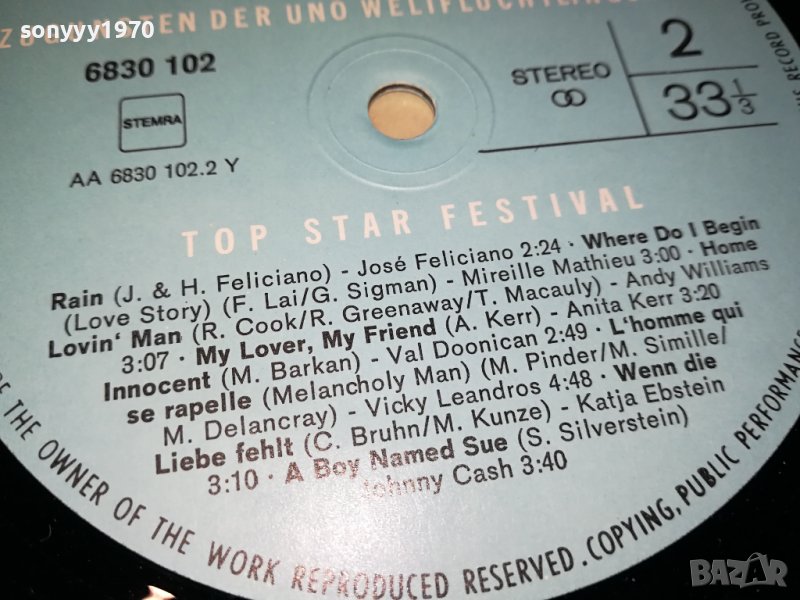 sonyyy1970
ZUGUNSTEN DER UNO WELTFLÜCHTLINGS
6830 102
STEMRA
AA 6830 102.2 Y
STEREO
2
33 1/3
TOP STAR FESTIVAL
Rain (J. & H. Feliciano) - José Feliciano 2:24 · Where Do I Begin
(Love Story) (F. Lai/G. Sigman) - Mireille Mathieu 3:00 · Home
Lovin' Man (R. Cook/R. Greenaway/T. Macauly) - Andy Williams
3:07 · My Lover, My Friend (A. Kerr) - Anita Kerr 3:20
Innocent (M. Barkan) - Val Doonican 2:49 · L'homme qui
se rapelle (Melancholy Man) (M. Pinder/M. Simille/
M. Delancray) - Vicky Leandros 4:48 · Wenn die
Liebe fehlt (C. Bruhn/M. Kunze) - Katja Ebstein
3:10 · A Boy Named Sue (S. Silverstein)
Johnny Cash 3:40
THE OWNER OF THE WORK REPRODUCED RESERVED. COPYING, PUBLIC PERFORMANCE
RECORD
BAZAR